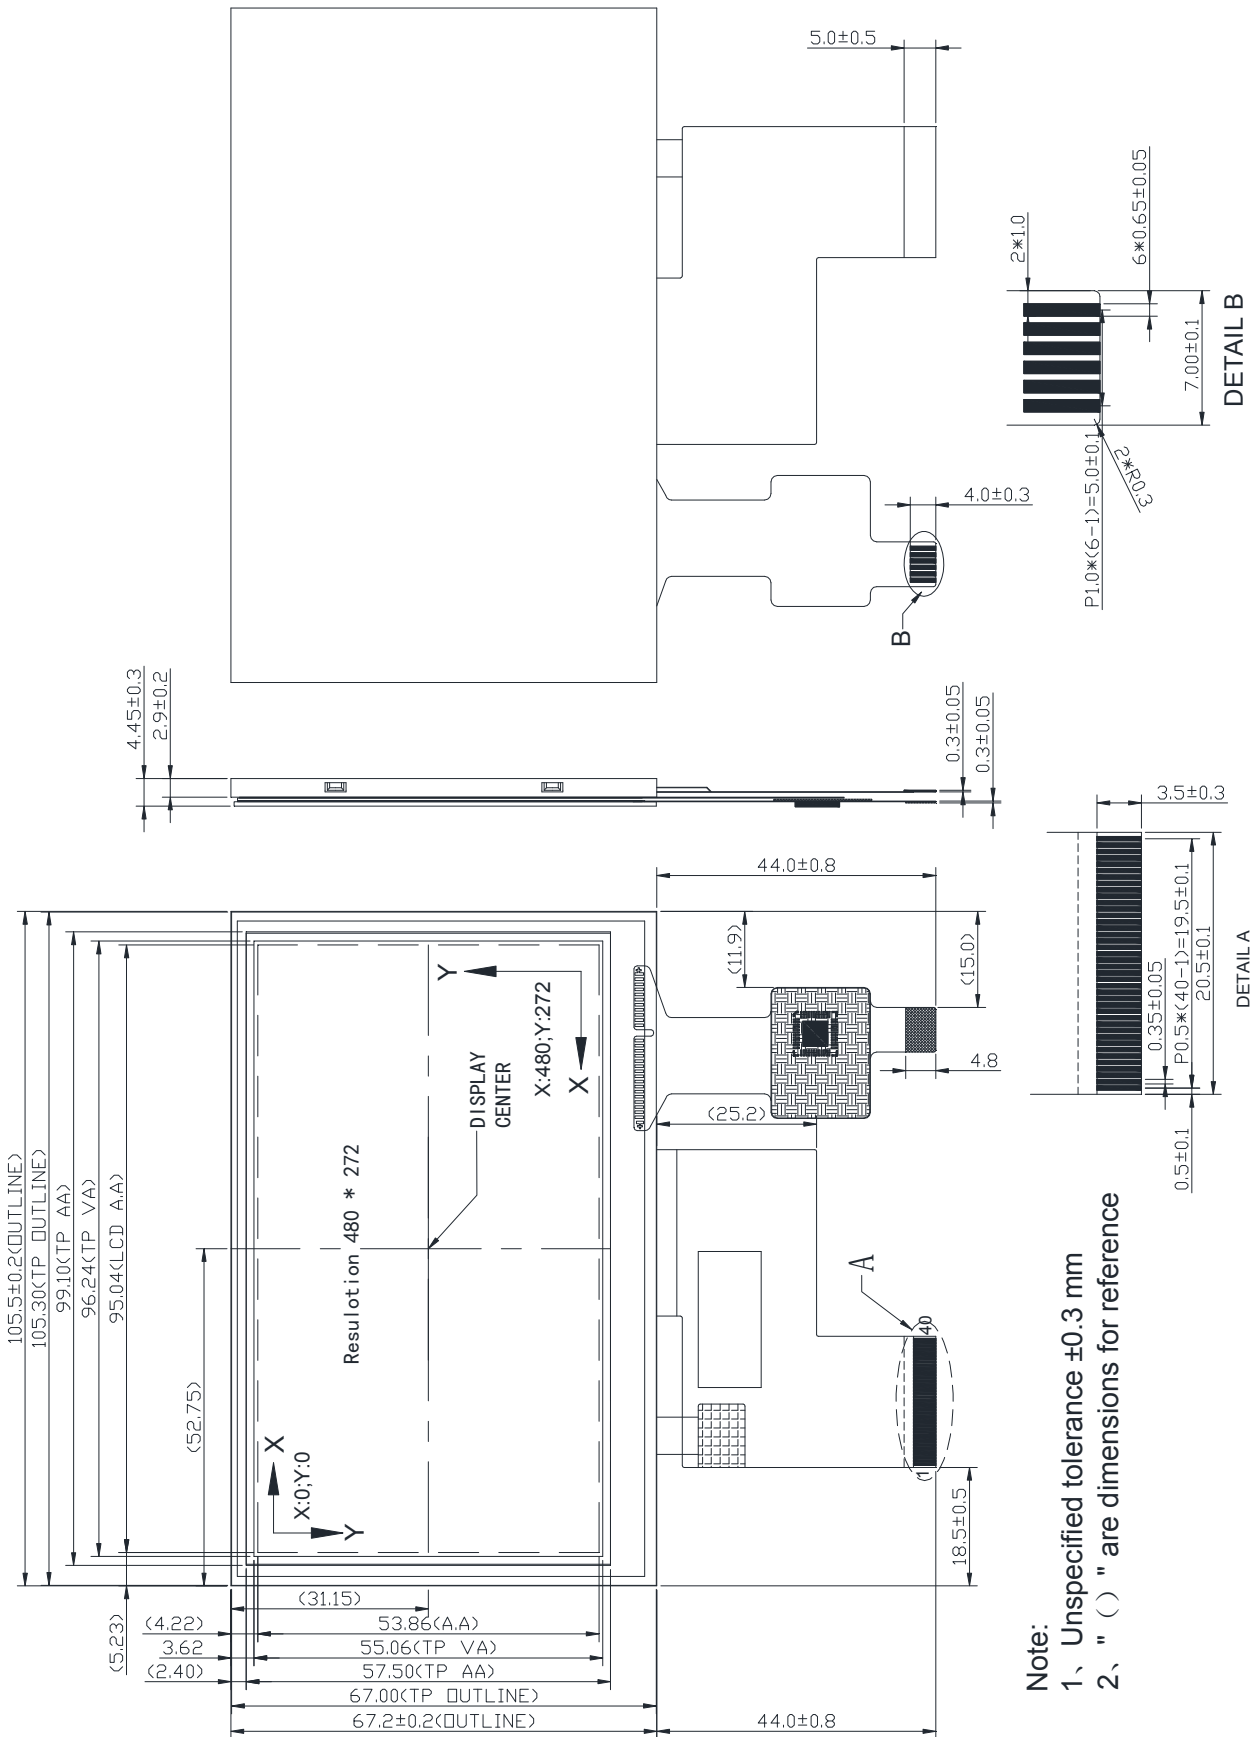 5.0±0.5
2*1.0
6*0.65±0.05
7.00±0.1
P1.0*(6-1)=5.0±0.1
2*R0.3
DETAIL B
4.0±0.3
B
4.45±0.3
2.9±0.2
0.3±0.05
0.3±0.05
3.5±0.3
0.35±0.05
P0.5*(40-1)=19.5±0.1
20.5±0.1
0.5±0.1
DETAIL A
105.5±0.2(OUTLINE)
105.30(TP OUTLINE)
99.10(TP AA)
96.24(TP VA)
95.04(LCD A.A)
(52.75)
(5.23)
44.0±0.8
(11.9)
(15.0)
4.8
(25.2)
Y
X:480;Y:272
X
DISPLAY
CENTER
Resulotion 480 * 272
X
X:0;Y:0
Y
A
40
1
18.5±0.5
(31.15)
(4.22)
53.86(A.A)
3.62
55.06(TP VA)
(2.40)
57.50(TP AA)
67.00(TP OUTLINE)
67.2±0.2(OUTLINE)
44.0±0.8
Note:
1、Unspecified tolerance ±0.3 mm
2、" ( ) " are dimensions for reference